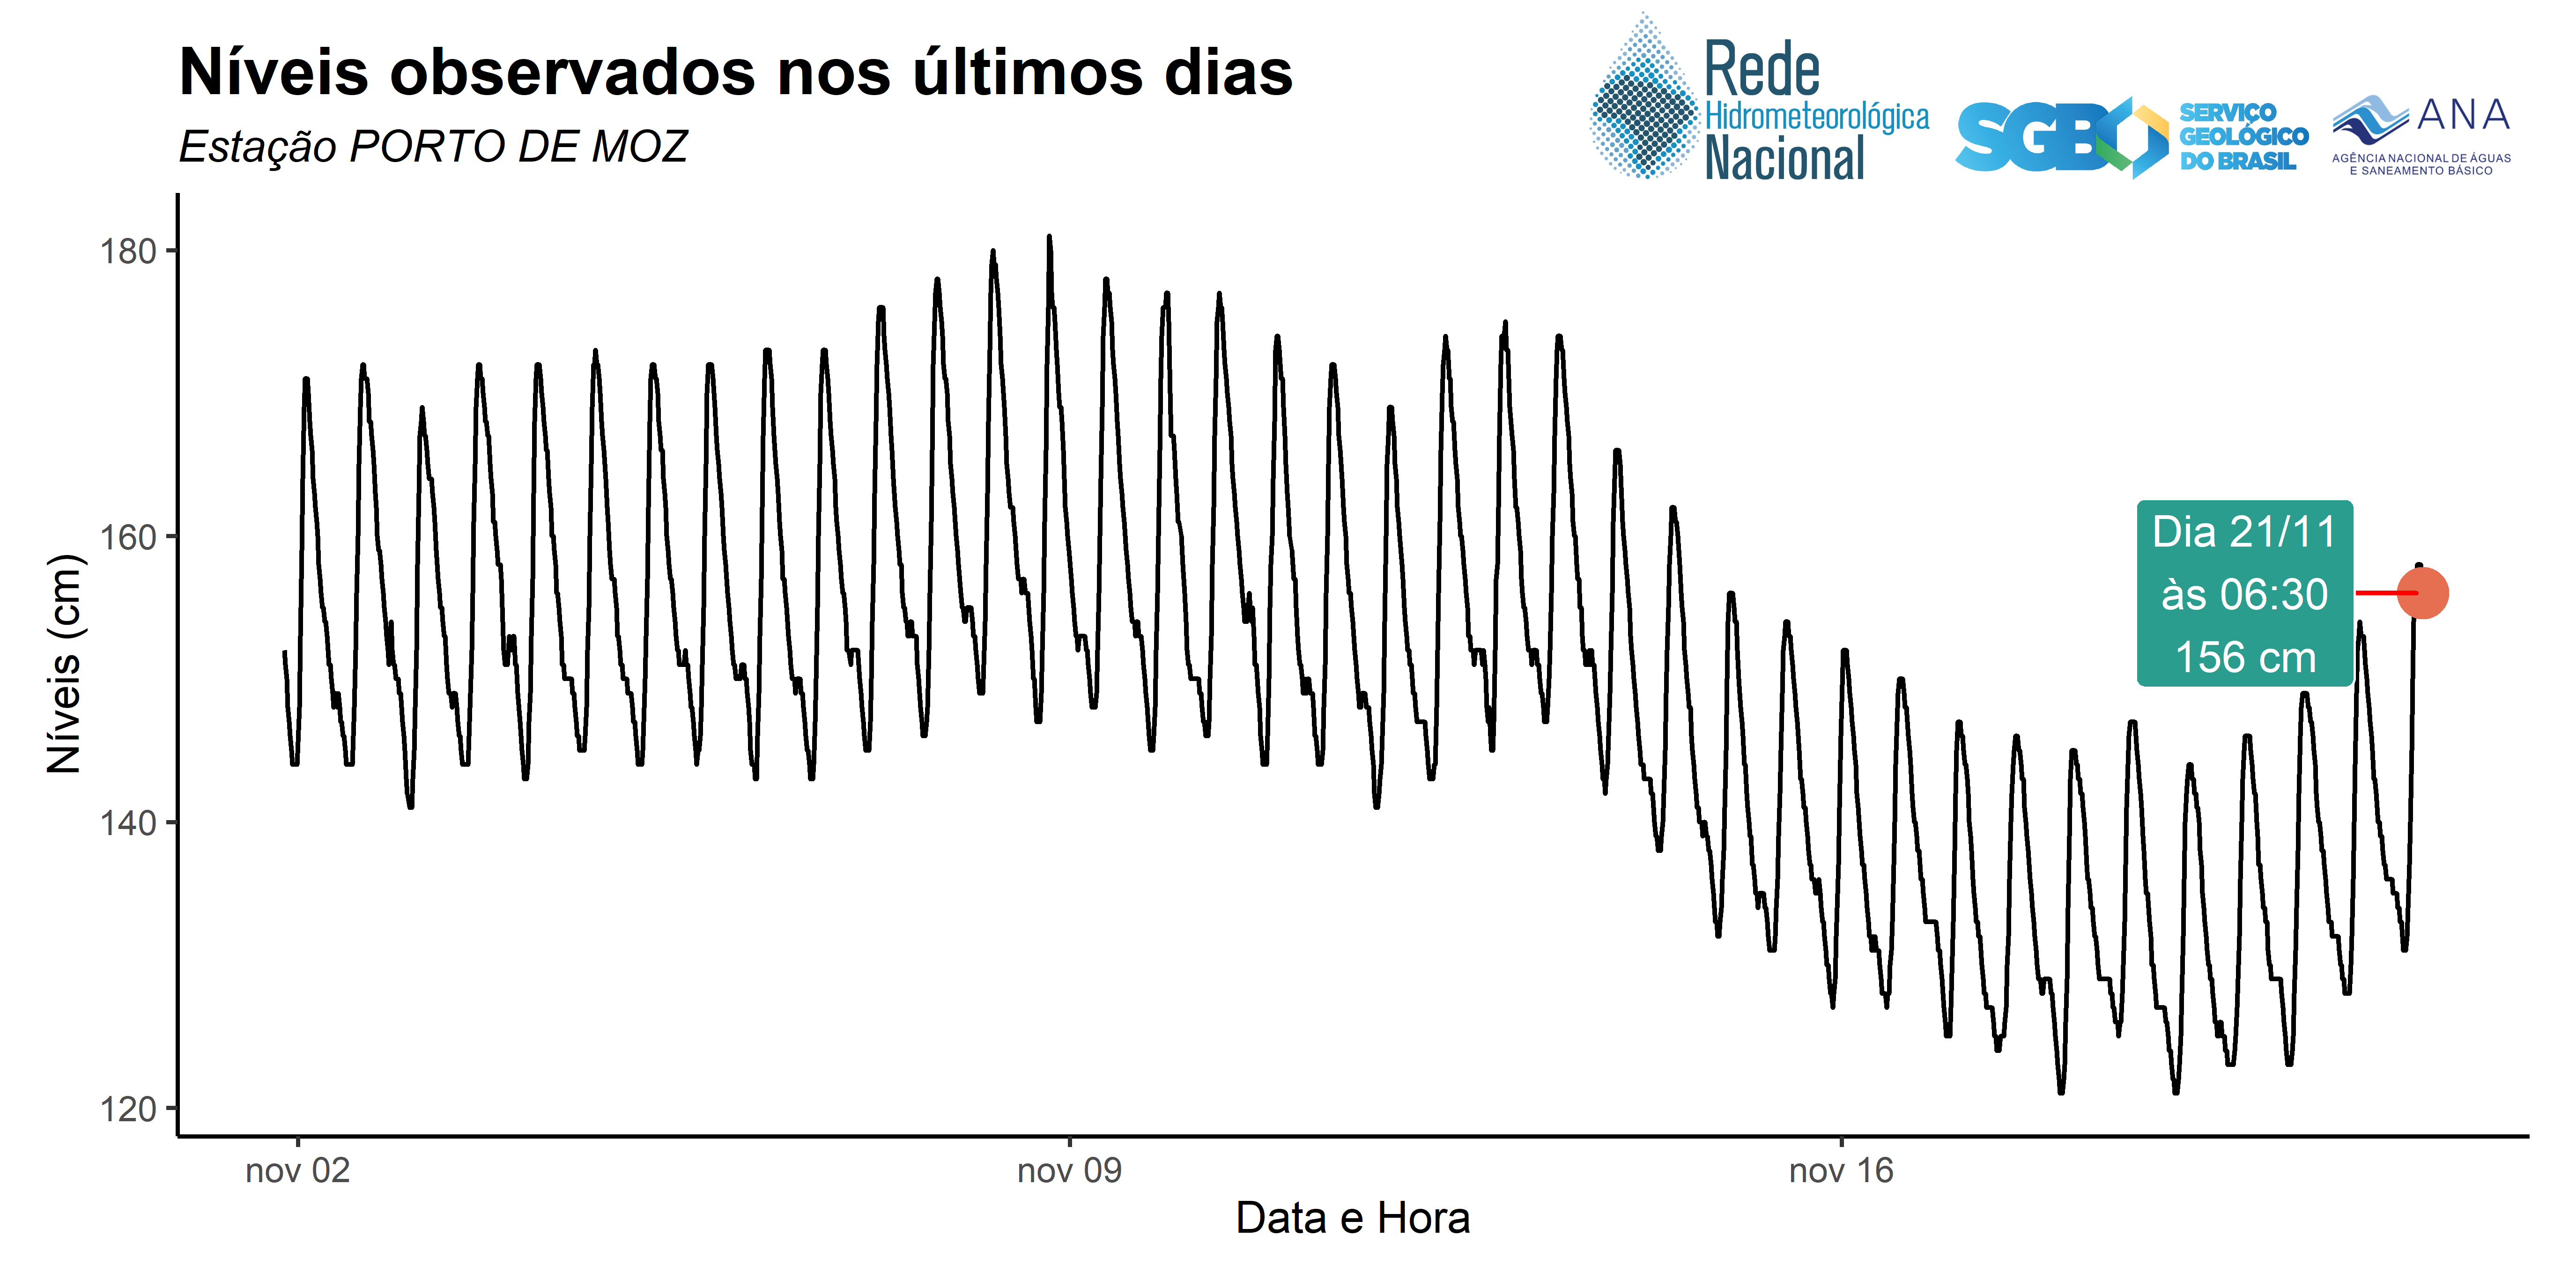 Níveis observados nos últimos dias
Estação PORTO DE MOZ
Rede
Hidrometeorológica
Nacional
SGB
SERVIÇO
GEOLÓGICO
DO BRASIL
ANA
AGÊNCIA NACIONAL DE ÁGUAS
E SANEAMENTO BÁSICO
Níveis (cm)
180
160
140
120
Dia 21/11
às 06:30
156 cm
nov 02
nov 09
nov 16
Data e Hora